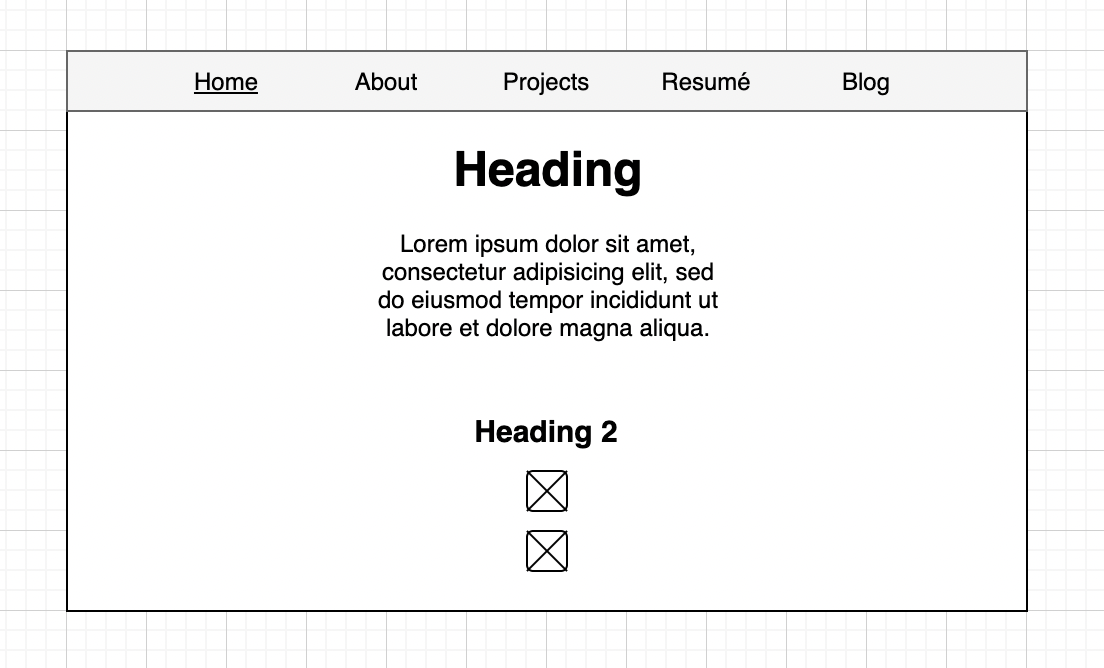 Home About Projects Resumé Blog
Heading
Lorem ipsum dolor sit amet,
consectetur adipisicing elit, sed
do eiusmod tempor incididunt ut
labore et dolore magna aliqua.
Heading 2